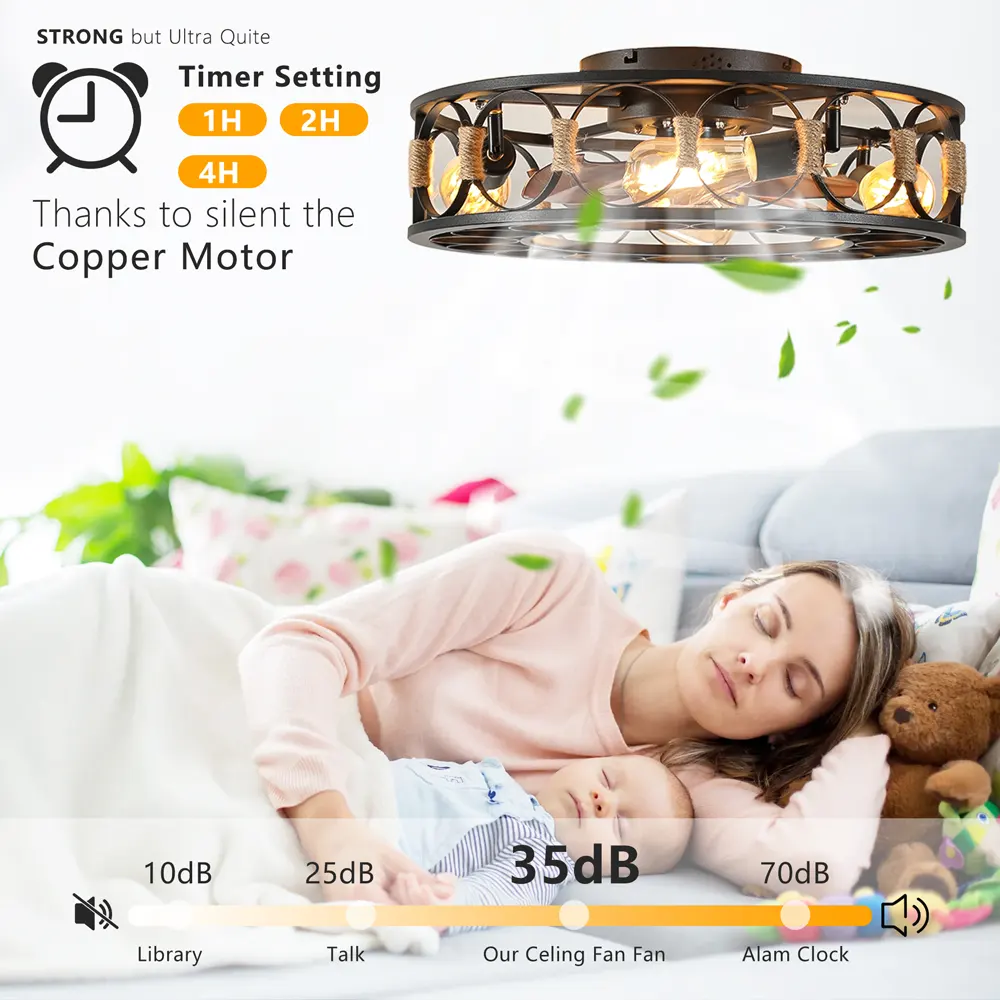 STRONG but Ultra Quite
Timer Setting
1H 2H
4H
Thanks to silent the
Copper Motor
10dB 25dB 35dB 70dB
Library Talk Our Celing Fan Fan Alam Clock